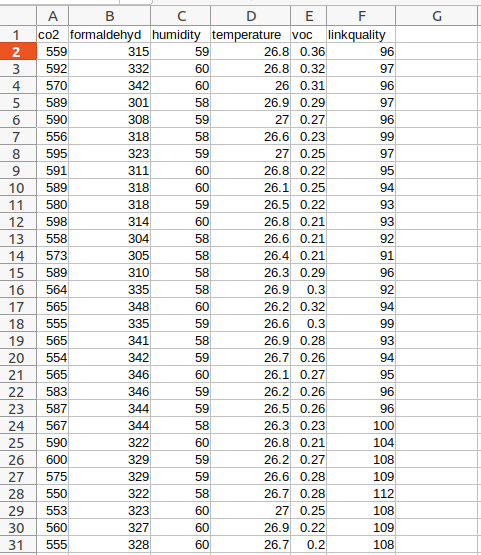 A B C D E F G
1 co2 formaldehyd humidity temperature voc linkquality
2 559 315 59 26.8 0.36 96
3 592 332 60 26.8 0.32 97
4 570 342 60 26 0.31 96
5 589 301 58 26.9 0.29 97
6 590 308 59 27 0.27 96
7 556 318 58 26.6 0.23 99
8 595 323 59 27 0.25 97
9 591 311 60 26.8 0.22 95
10 589 318 60 26.1 0.25 94
11 580 318 59 26.5 0.22 93
12 598 314 60 26.8 0.21 93
13 558 304 58 26.6 0.21 92
14 573 305 58 26.4 0.21 91
15 589 310 58 26.3 0.29 96
16 564 335 58 26.9 0.3 92
17 565 348 60 26.2 0.32 94
18 555 335 59 26.6 0.3 99
19 565 341 58 26.9 0.28 93
20 554 342 59 26.7 0.26 94
21 565 346 60 26.1 0.27 95
22 583 346 59 26.2 0.26 96
23 587 344 59 26.5 0.26 96
24 567 344 58 26.3 0.23 100
25 590 322 60 26.8 0.21 104
26 600 329 59 26.2 0.27 108
27 575 329 59 26.6 0.28 109
28 550 322 58 26.7 0.28 112
29 553 323 60 27 0.25 108
30 560 327 60 26.9 0.22 109
31 555 328 60 26.7 0.2 108